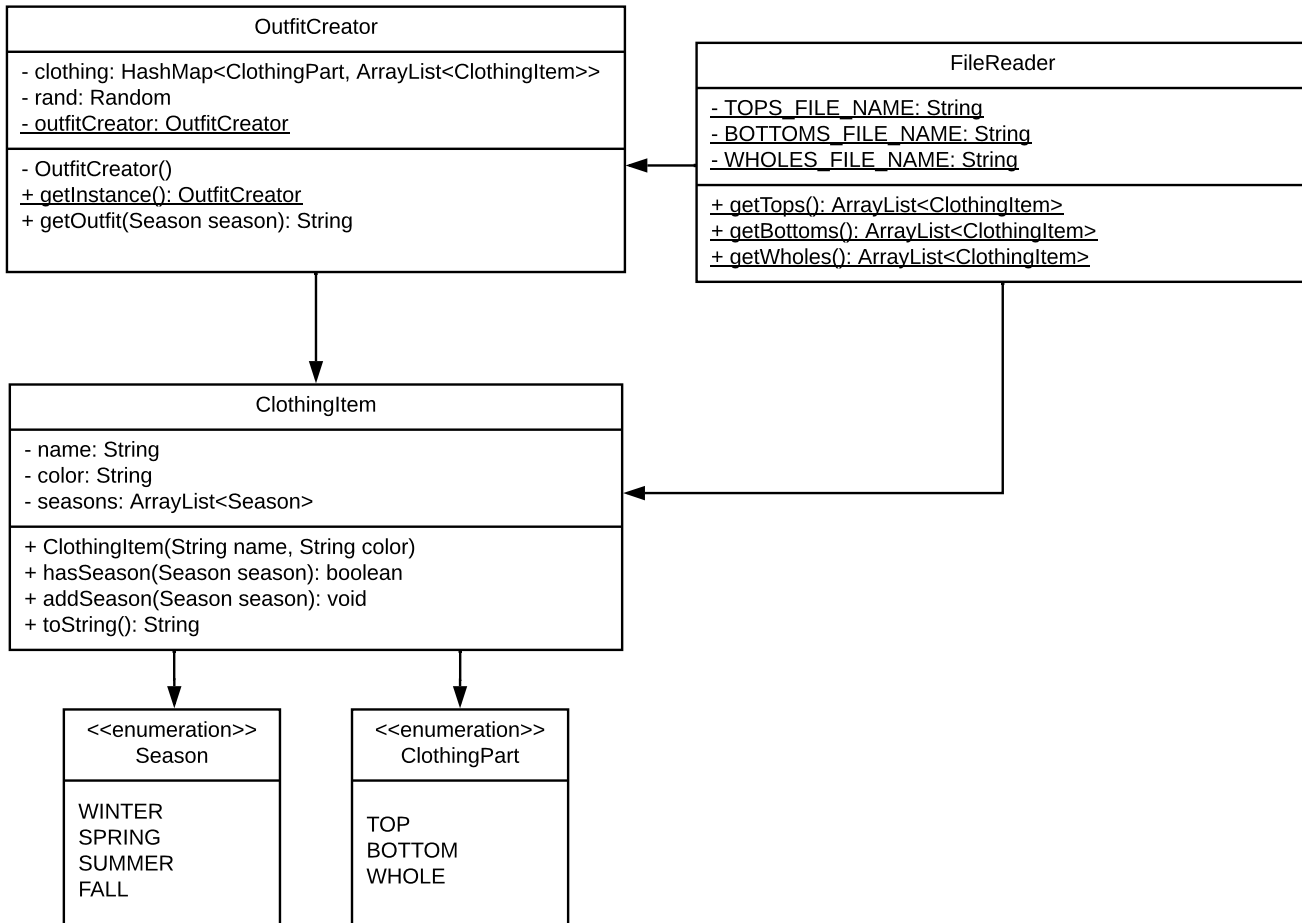 OutfitCreator
- clothing: HashMap<ClothingPart, ArrayList<ClothingItem>>
- rand: Random
- outfitCreator: OutfitCreator
- OutfitCreator()
+ getInstance(): OutfitCreator
+ getOutfit(Season season): String
FileReader
- TOPS_FILE_NAME: String
- BOTTOMS_FILE_NAME: String
- WHOLES_FILE_NAME: String
+ getTops(): ArrayList<ClothingItem>
+ getBottoms(): ArrayList<ClothingItem>
+ getWholes(): ArrayList<ClothingItem>
ClothingItem
- name: String
- color: String
- seasons: ArrayList<Season>
+ ClothingItem(String name, String color)
+ hasSeason(Season season): boolean
+ addSeason(Season season): void
+ toString(): String
<<enumeration>>
Season
WINTER
SPRING
SUMMER
FALL
<<enumeration>>
ClothingPart
TOP
BOTTOM
WHOLE